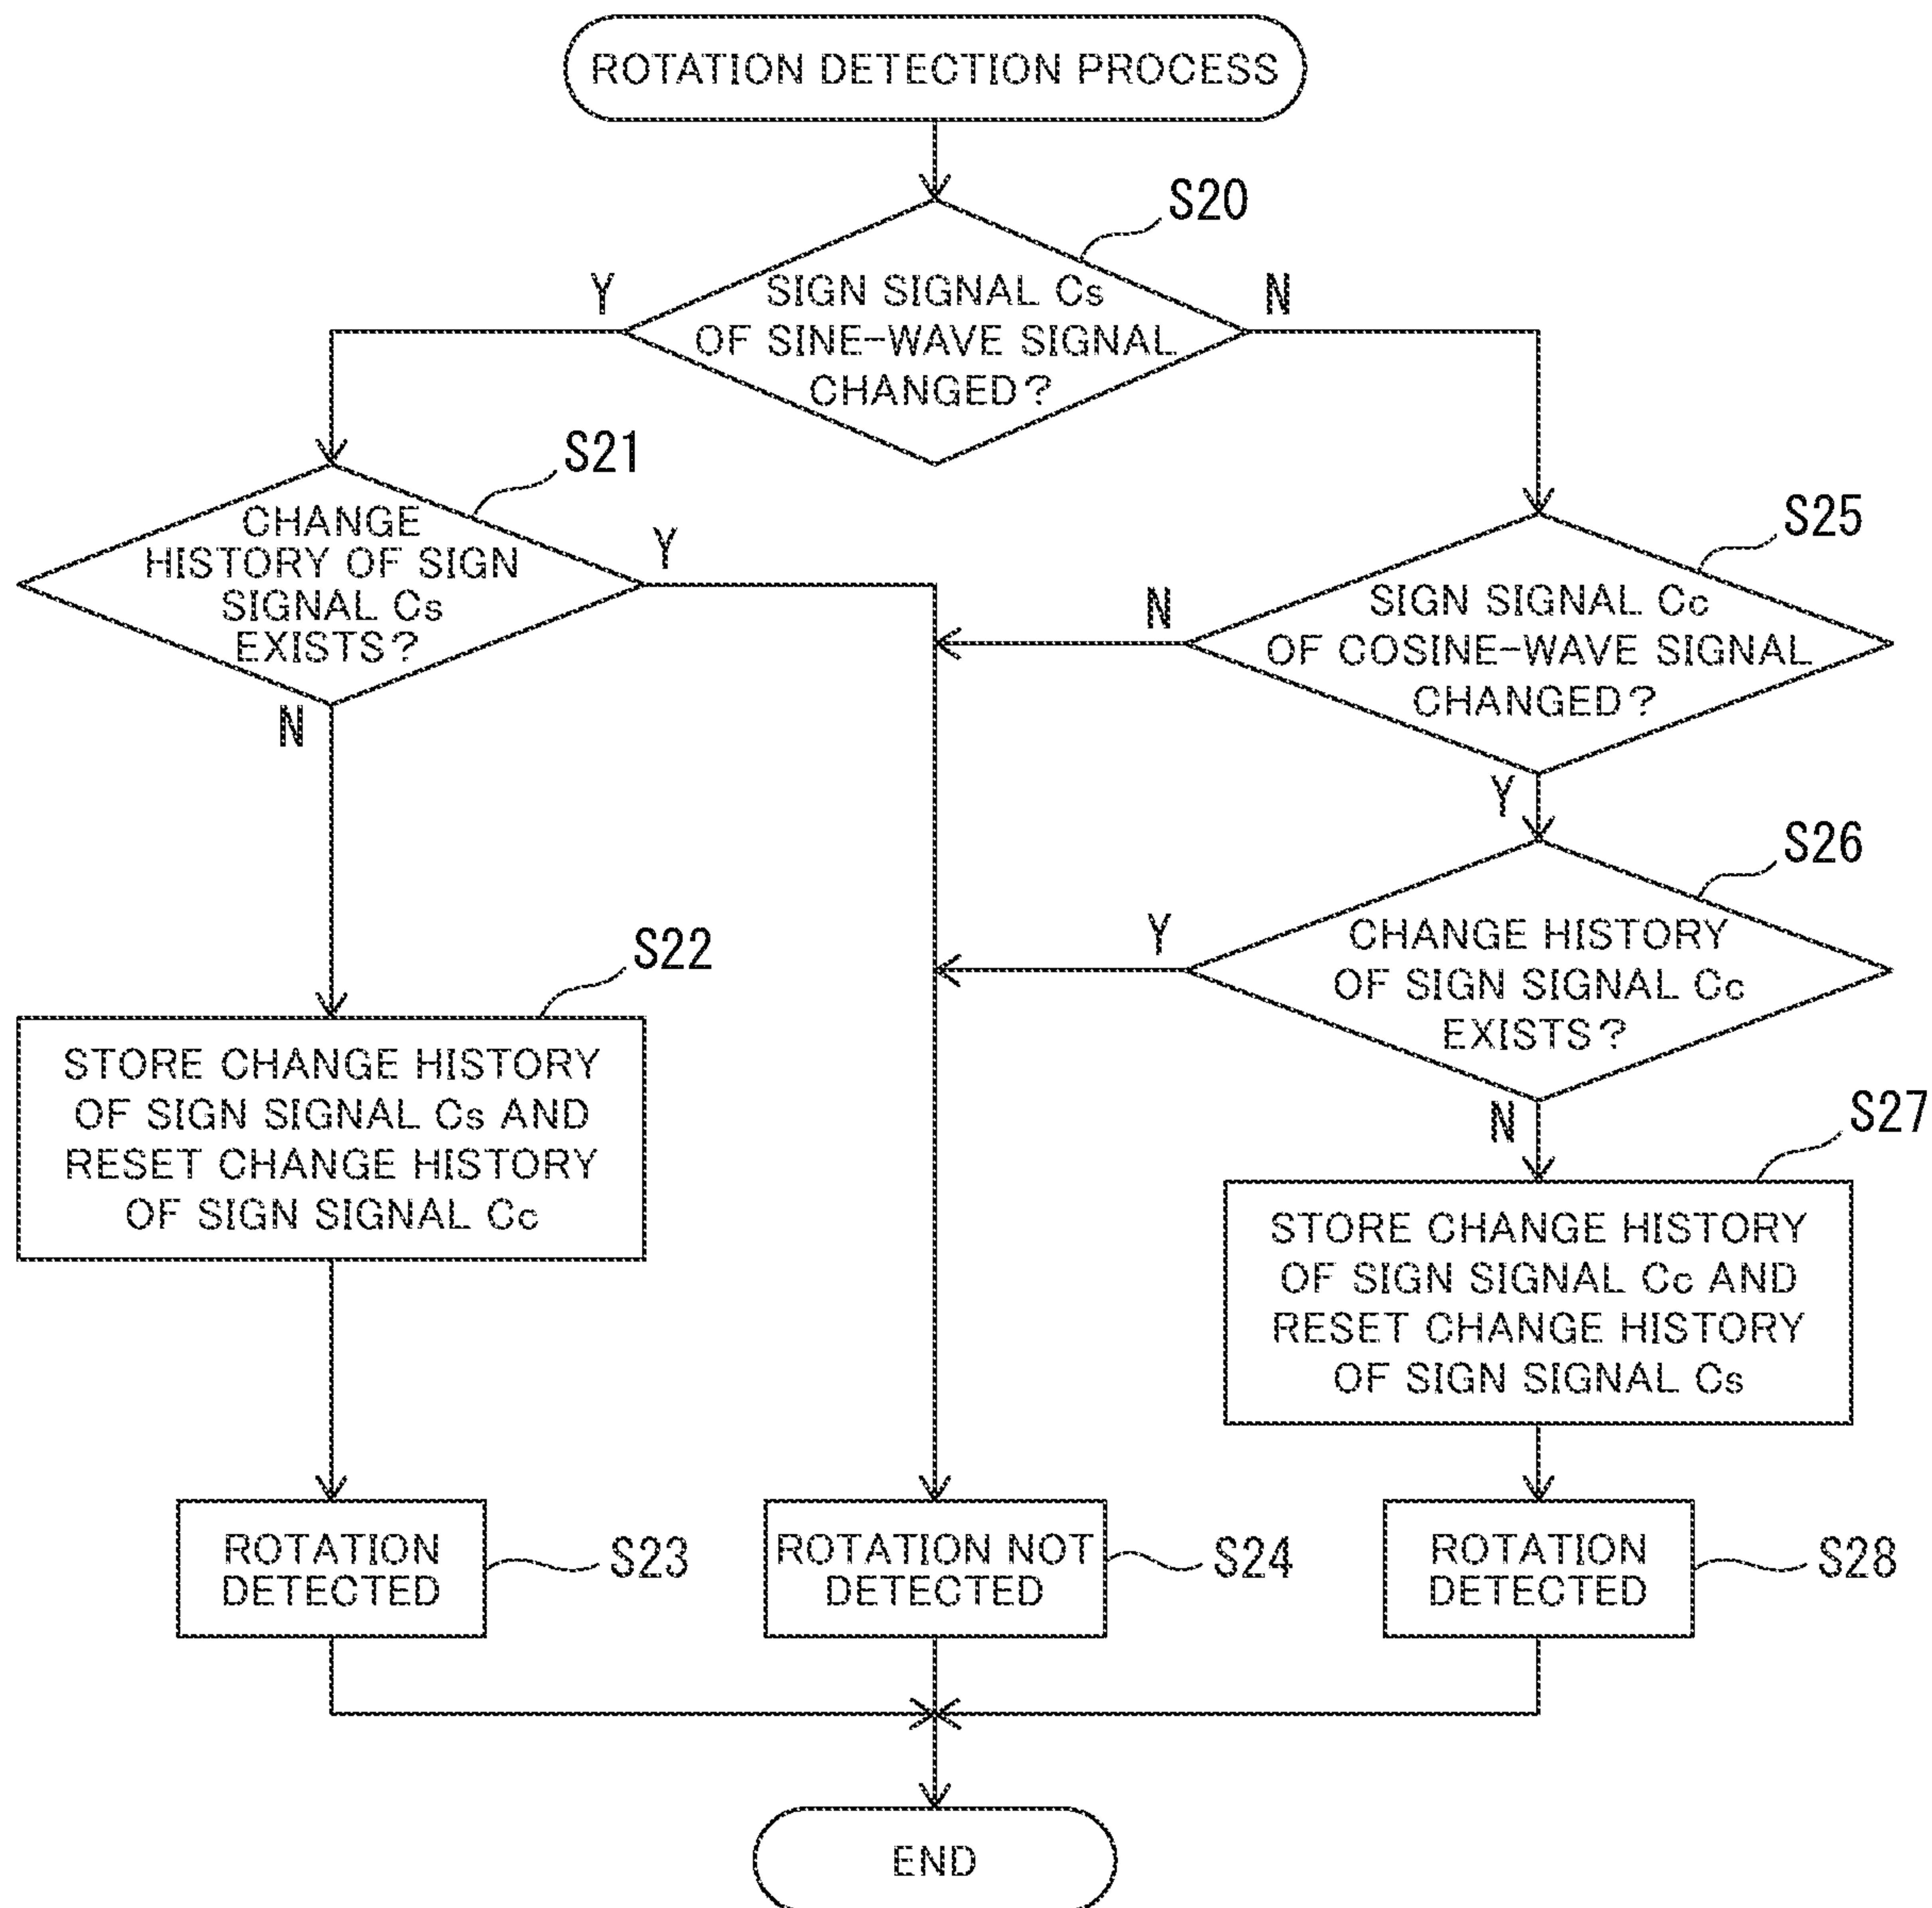 ROTATION DETECTION PROCESS
S20
Y
SIGN SIGNAL Cs
OF SINE-WAVE SIGNAL
CHANGED?
N
S21
CHANGE
HISTORY OF SIGN
SIGNAL Cs
EXISTS?
Y
N
S25
SIGN SIGNAL Cc
OF COSINE-WAVE SIGNAL
CHANGED?
N
Y
S26
CHANGE HISTORY
OF SIGN SIGNAL Cc
EXISTS?
Y
N
S22
STORE CHANGE HISTORY
OF SIGN SIGNAL Cs AND
RESET CHANGE HISTORY
OF SIGN SIGNAL Cc
S27
STORE CHANGE HISTORY
OF SIGN SIGNAL Cc AND
RESET CHANGE HISTORY
OF SIGN SIGNAL Cs
ROTATION
DETECTED
S23
ROTATION NOT
DETECTED
S24
ROTATION
DETECTED
S28
END